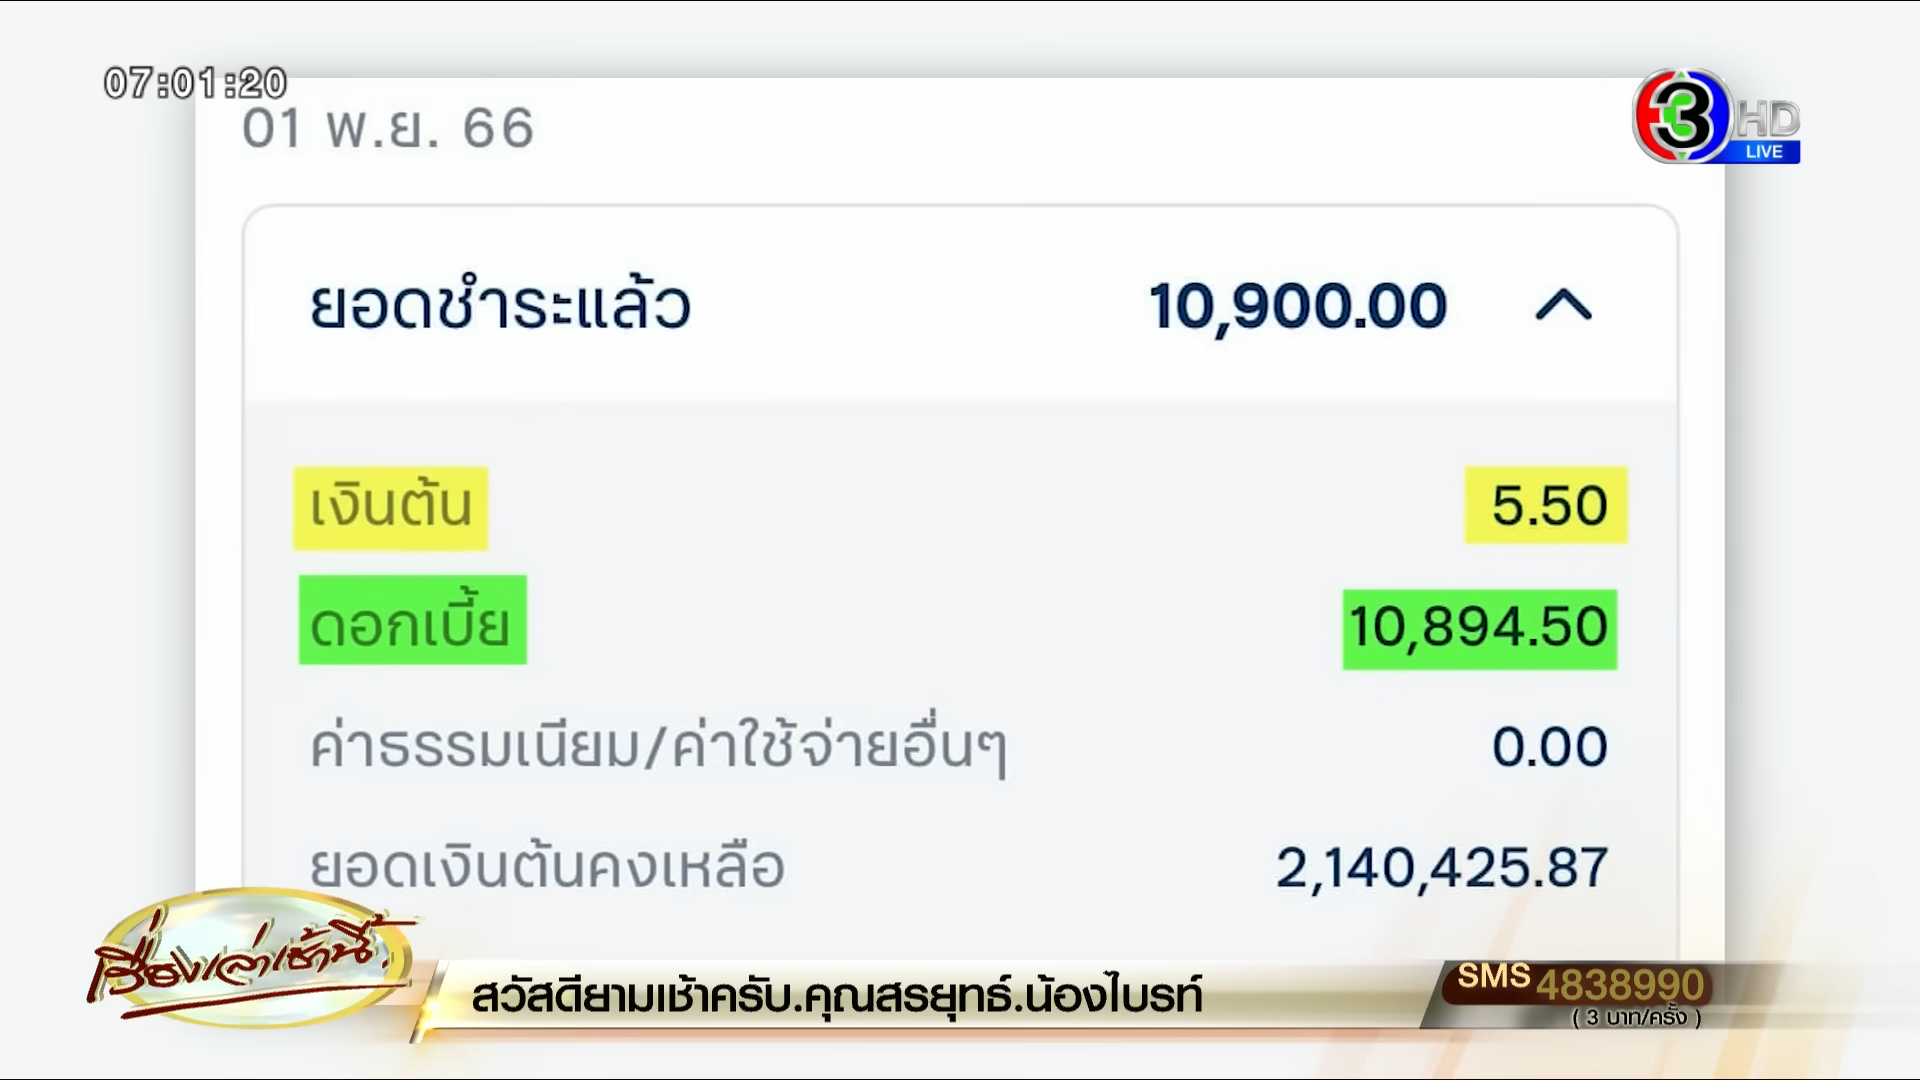 07:01:20
3 HD
LIVE
01 พ.ย. 66
ยอดชำระแล้ว 10,900.00
เงินต้น 5.50
ดอกเบี้ย 10,894.50
ค่าธรรมเนียม/ค่าใช้จ่ายอื่นๆ 0.00
ยอดเงินต้นคงเหลือ 2,140,425.87
เรื่องเล่าเช้านี้
สวัสดียามเช้าครับ.คุณสรยุทธ์.น้องไบรท์
SMS 4838990
( 3 บาท/ครั้ง )